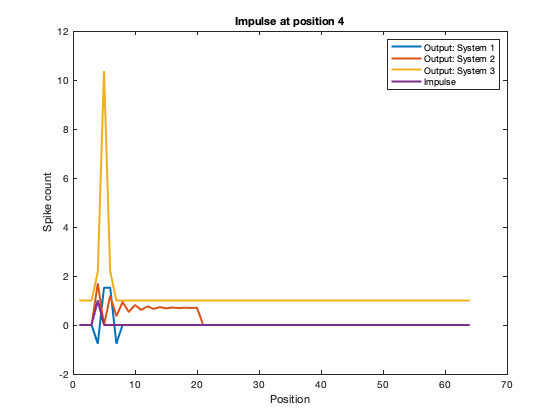 Impulse at position 4
12
10
8
6
4
2
0
-2
Spike count
0 10 20 30 40 50 60 70
Position
Output: System 1
Output: System 2
Output: System 3
Impulse